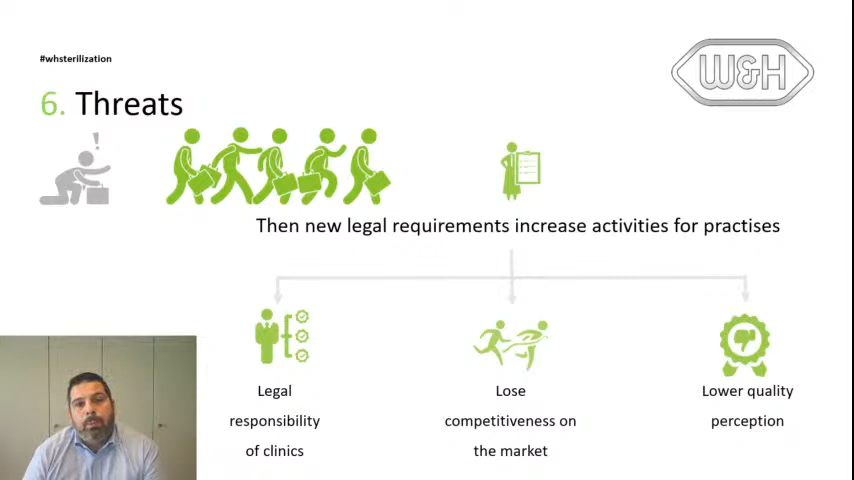 #whsterilization
W&H
6. Threats
!
Then new legal requirements increase activities for practises
Legal
responsibility
of clinics
Lose
competitiveness on
the market
Lower quality
perception